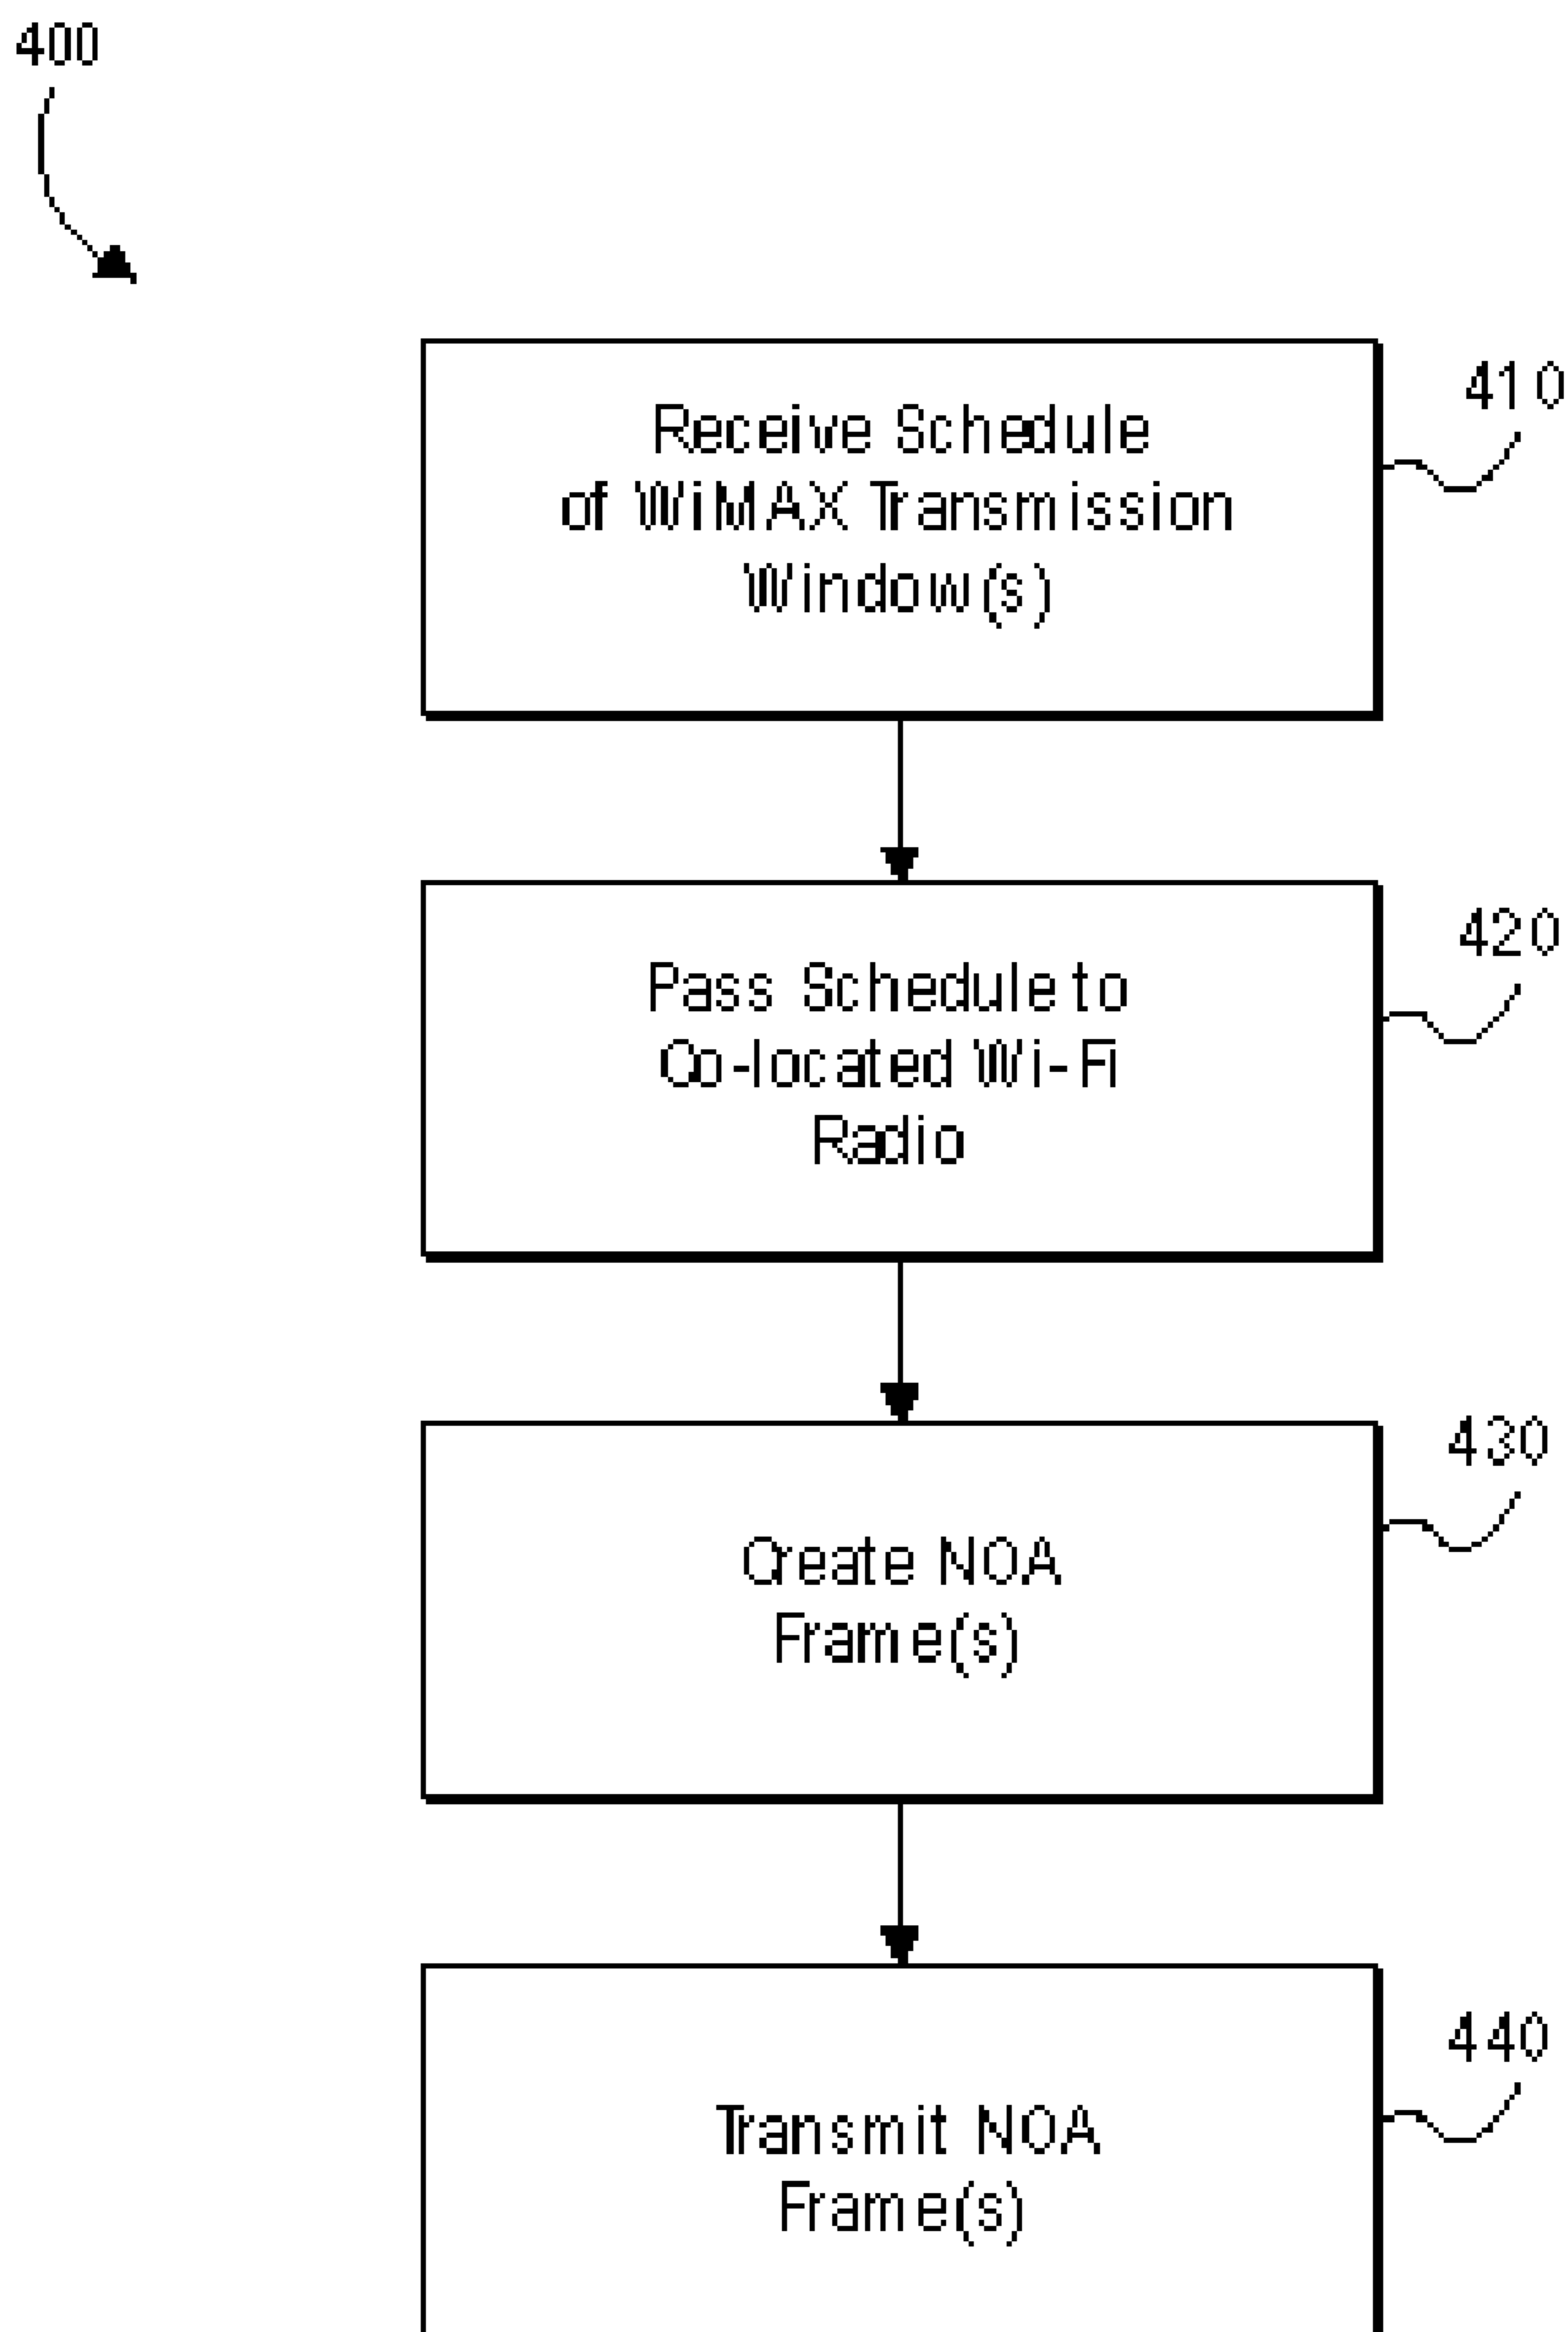 400
410
Receive Schedule
of WiMAX Transmission
Window(s)
420
Pass Schedule to
Co-located Wi-Fi
Radio
430
Create NOA
Frame(s)
440
Transmit NOA
Frame(s)